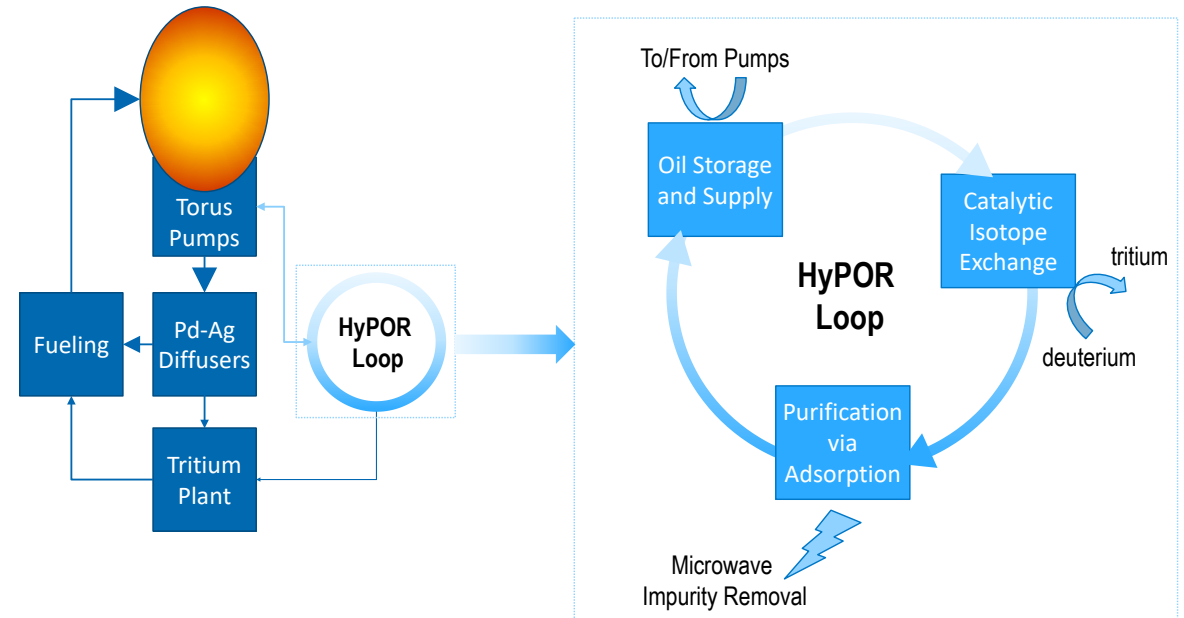 Torus
Pumps
Fueling
Pd-Ag
Diffusers
Tritium
Plant
HyPOR
Loop
To/From Pumps
Oil Storage
and Supply
Catalytic
Isotope
Exchange
tritium
deuterium
HyPOR
Loop
Purification
via
Adsorption
Microwave
Impurity Removal